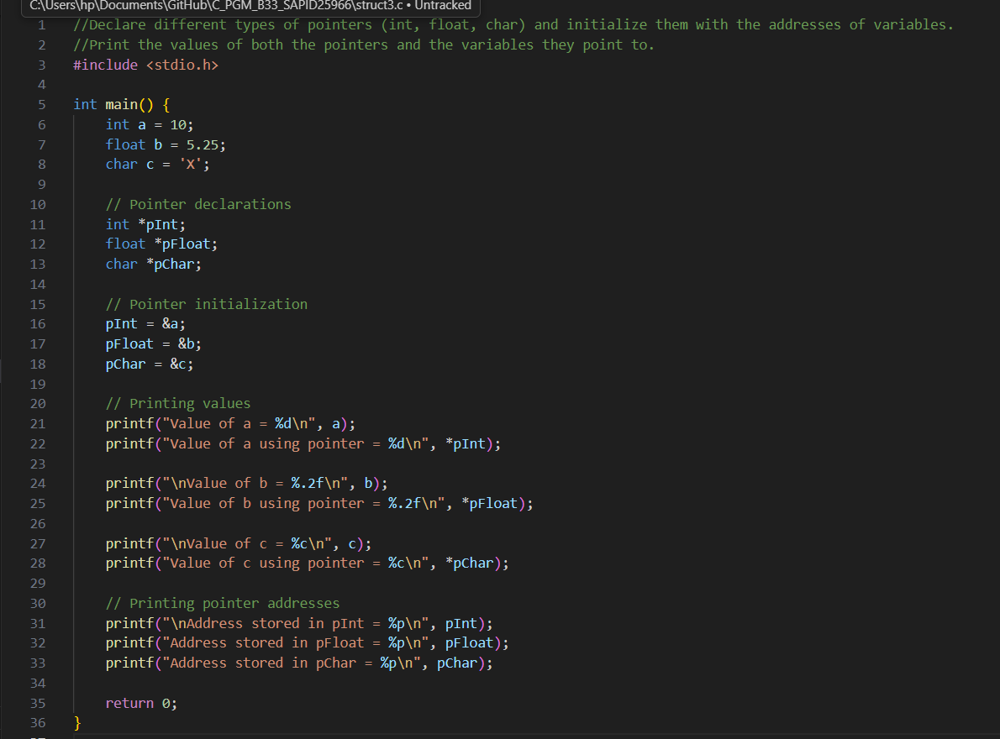 C:\Users\hp\Documents\GitHub\C_PGM_B33_SAPID25966\struct3.c • Untracked
1 //Declare different types of pointers (int, float, char) and initialize them with the addresses of variables.
2 //Print the values of both the pointers and the variables they point to.
3 #include <stdio.h>
4
5 int main() {
6     int a = 10;
7     float b = 5.25;
8     char c = 'X';
9
10     // Pointer declarations
11     int *pInt;
12     float *pFloat;
13     char *pChar;
14
15     // Pointer initialization
16     pInt = &a;
17     pFloat = &b;
18     pChar = &c;
19
20     // Printing values
21     printf("Value of a = %d\n", a);
22     printf("Value of a using pointer = %d\n", *pInt);
23
24     printf("\nValue of b = %.2f\n", b);
25     printf("Value of b using pointer = %.2f\n", *pFloat);
26
27     printf("\nValue of c = %c\n", c);
28     printf("Value of c using pointer = %c\n", *pChar);
29
30     // Printing pointer addresses
31     printf("\nAddress stored in pInt = %p\n", pInt);
32     printf("Address stored in pFloat = %p\n", pFloat);
33     printf("Address stored in pChar = %p\n", pChar);
34
35     return 0;
36 }